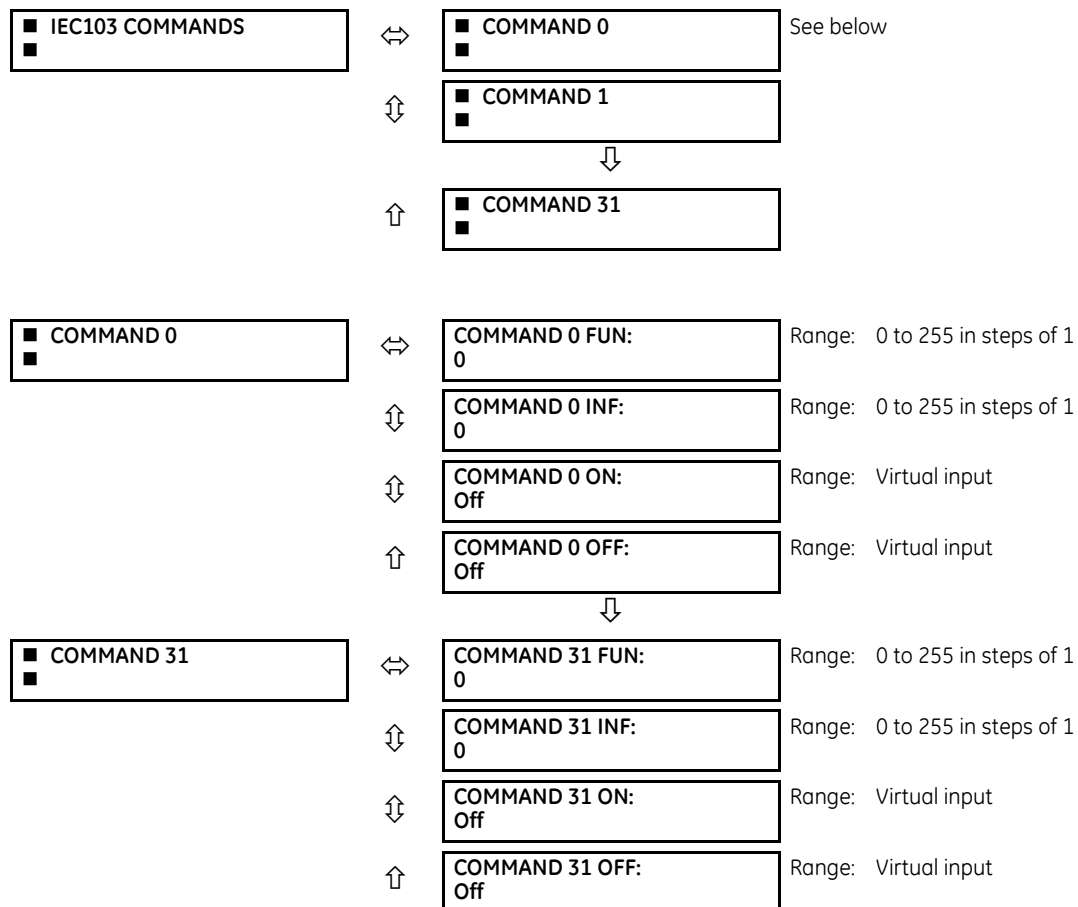 ■ IEC103 COMMANDS
■
■ COMMAND 0
■
See below
■ COMMAND 1
■
■ COMMAND 31
■
■ COMMAND 0
■
COMMAND 0 FUN:
0
Range: 0 to 255 in steps of 1
COMMAND 0 INF:
0
Range: 0 to 255 in steps of 1
COMMAND 0 ON:
Off
Range: Virtual input
COMMAND 0 OFF:
Off
Range: Virtual input
■ COMMAND 31
■
COMMAND 31 FUN:
0
Range: 0 to 255 in steps of 1
COMMAND 31 INF:
0
Range: 0 to 255 in steps of 1
COMMAND 31 ON:
Off
Range: Virtual input
COMMAND 31 OFF:
Off
Range: Virtual input